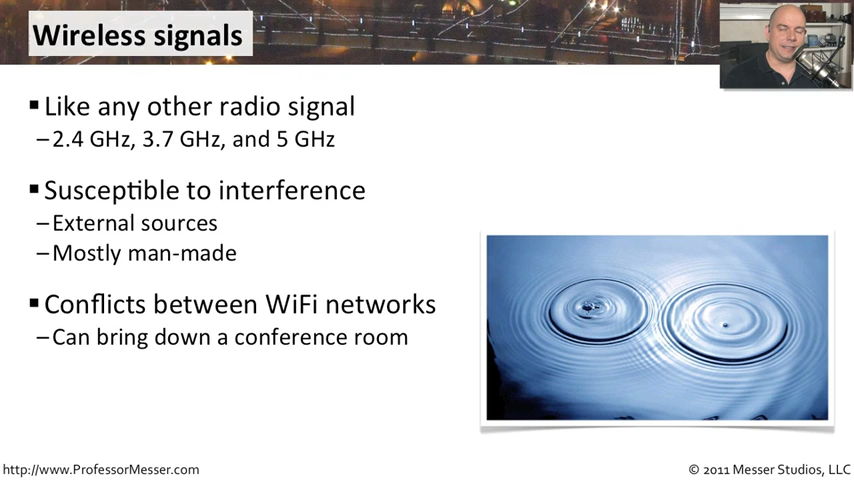 Wireless signals
▪Like any other radio signal
–2.4 GHz, 3.7 GHz, and 5 GHz
▪Susceptible to interference
–External sources
–Mostly man-made
▪Conflicts between WiFi networks
–Can bring down a conference room
http://www.ProfessorMesser.com
© 2011 Messer Studios, LLC